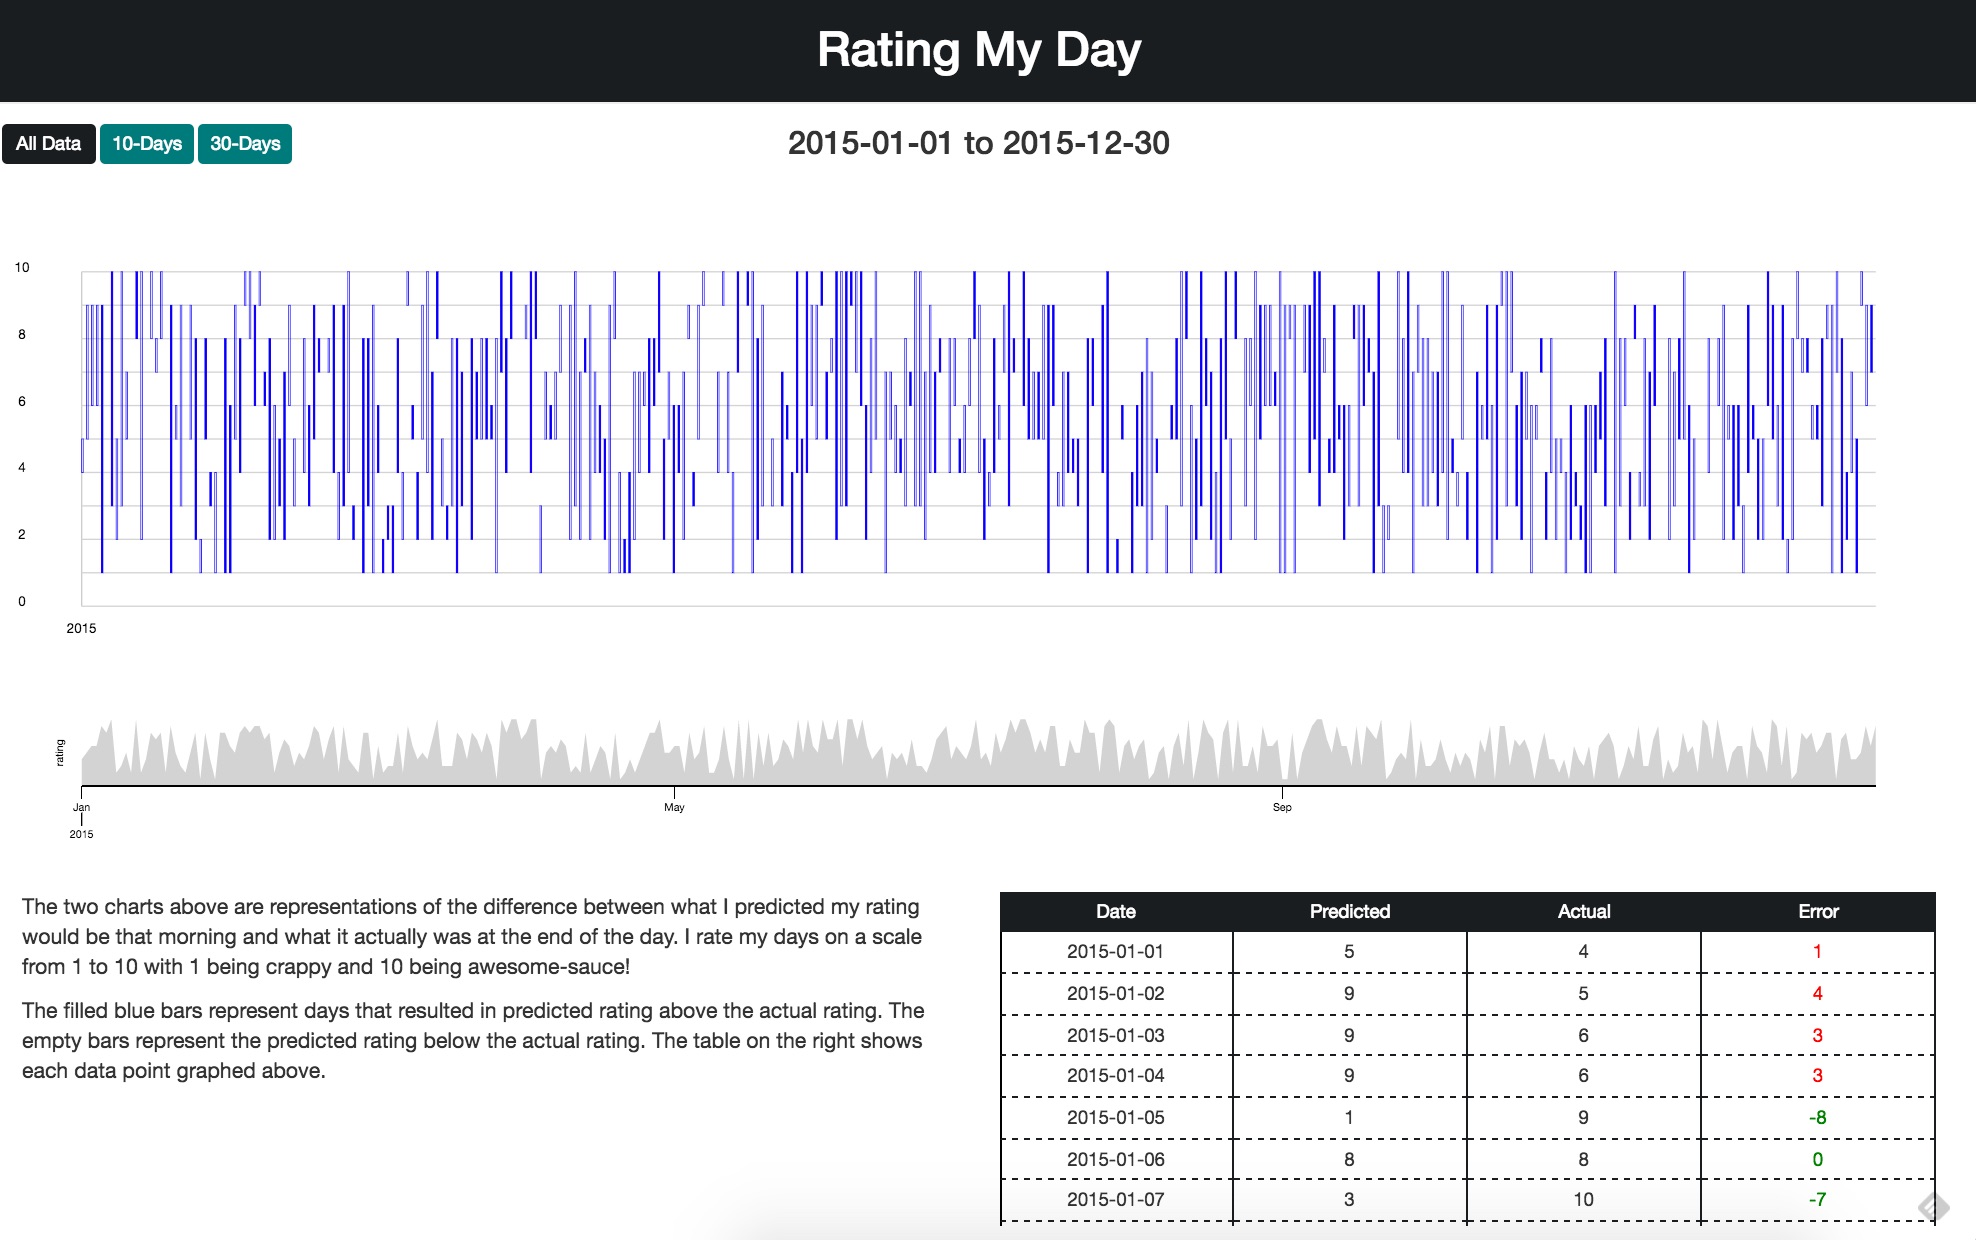 Rating My Day
All Data 10-Days 30-Days
2015-01-01 to 2015-12-30
10
8
6
4
2
0
2015
rating
Jan May Sep
2015
The two charts above are representations of the difference between what I predicted my rating
would be that morning and what it actually was at the end of the day. I rate my days on a scale
from 1 to 10 with 1 being crappy and 10 being awesome-sauce!
The filled blue bars represent days that resulted in predicted rating above the actual rating. The
empty bars represent the predicted rating below the actual rating. The table on the right shows
each data point graphed above.
Date Predicted Actual Error
2015-01-01 5 4 1
2015-01-02 9 5 4
2015-01-03 9 6 3
2015-01-04 9 6 3
2015-01-05 1 9 -8
2015-01-06 8 8 0
2015-01-07 3 10 -7